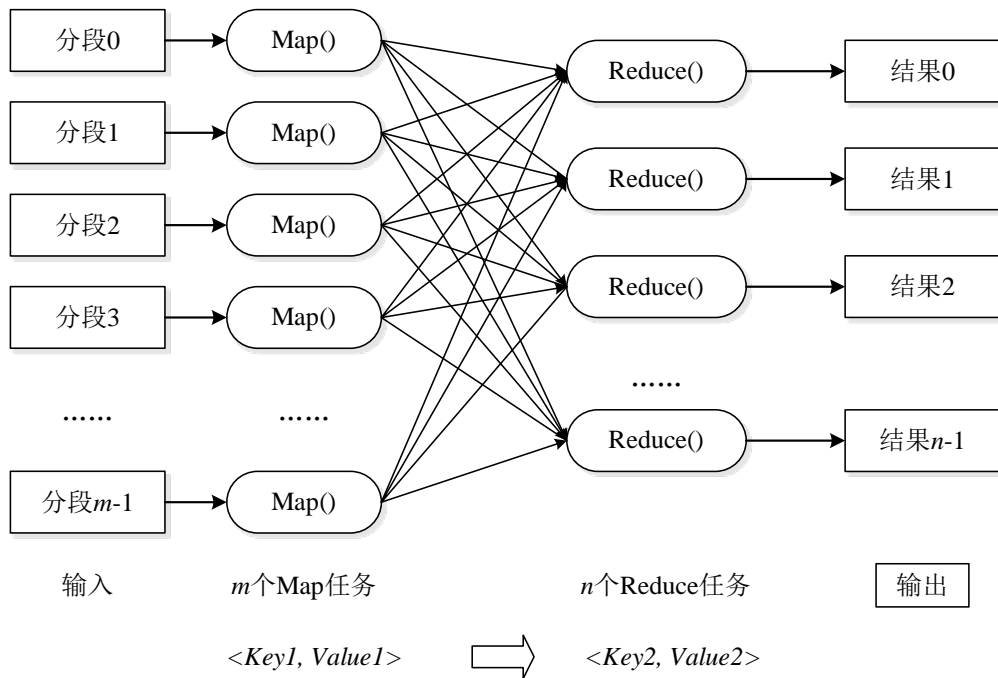 分段0 Map() Reduce() 结果0
分段1 Map() Reduce() 结果1
分段2 Map() Reduce() 结果2
分段3 Map()
…… …… ……
Reduce() 结果n-1
分段m-1 Map()
输入 m个Map任务 n个Reduce任务 输出
<Key1, Value1> <Key2, Value2>